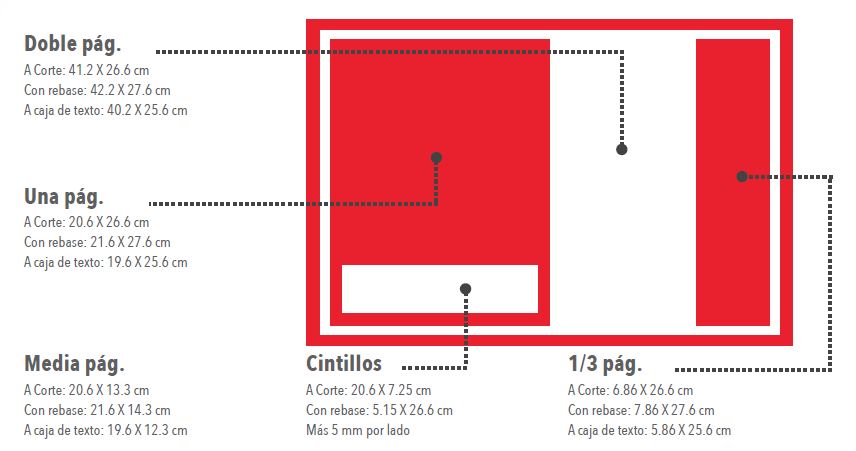 Doble pág.
A Corte: 41.2 X 26.6 cm
Con rebase: 42.2 X 27.6 cm
A caja de texto: 40.2 X 25.6 cm
Una pág.
A Corte: 20.6 X 26.6 cm
Con rebase: 21.6 X 27.6 cm
A caja de texto: 19.6 X 25.6 cm
Media pág.
A Corte: 20.6 X 13.3 cm
Con rebase: 21.6 X 14.3 cm
A caja de texto: 19.6 X 12.3 cm
Cintillos
A Corte: 20.6 X 7.25 cm
Con rebase: 5.15 X 26.6 cm
Más 5 mm por lado
1/3 pág.
A Corte: 6.86 X 26.6 cm
Con rebase: 7.86 X 27.6 cm
A caja de texto: 5.86 X 25.6 cm